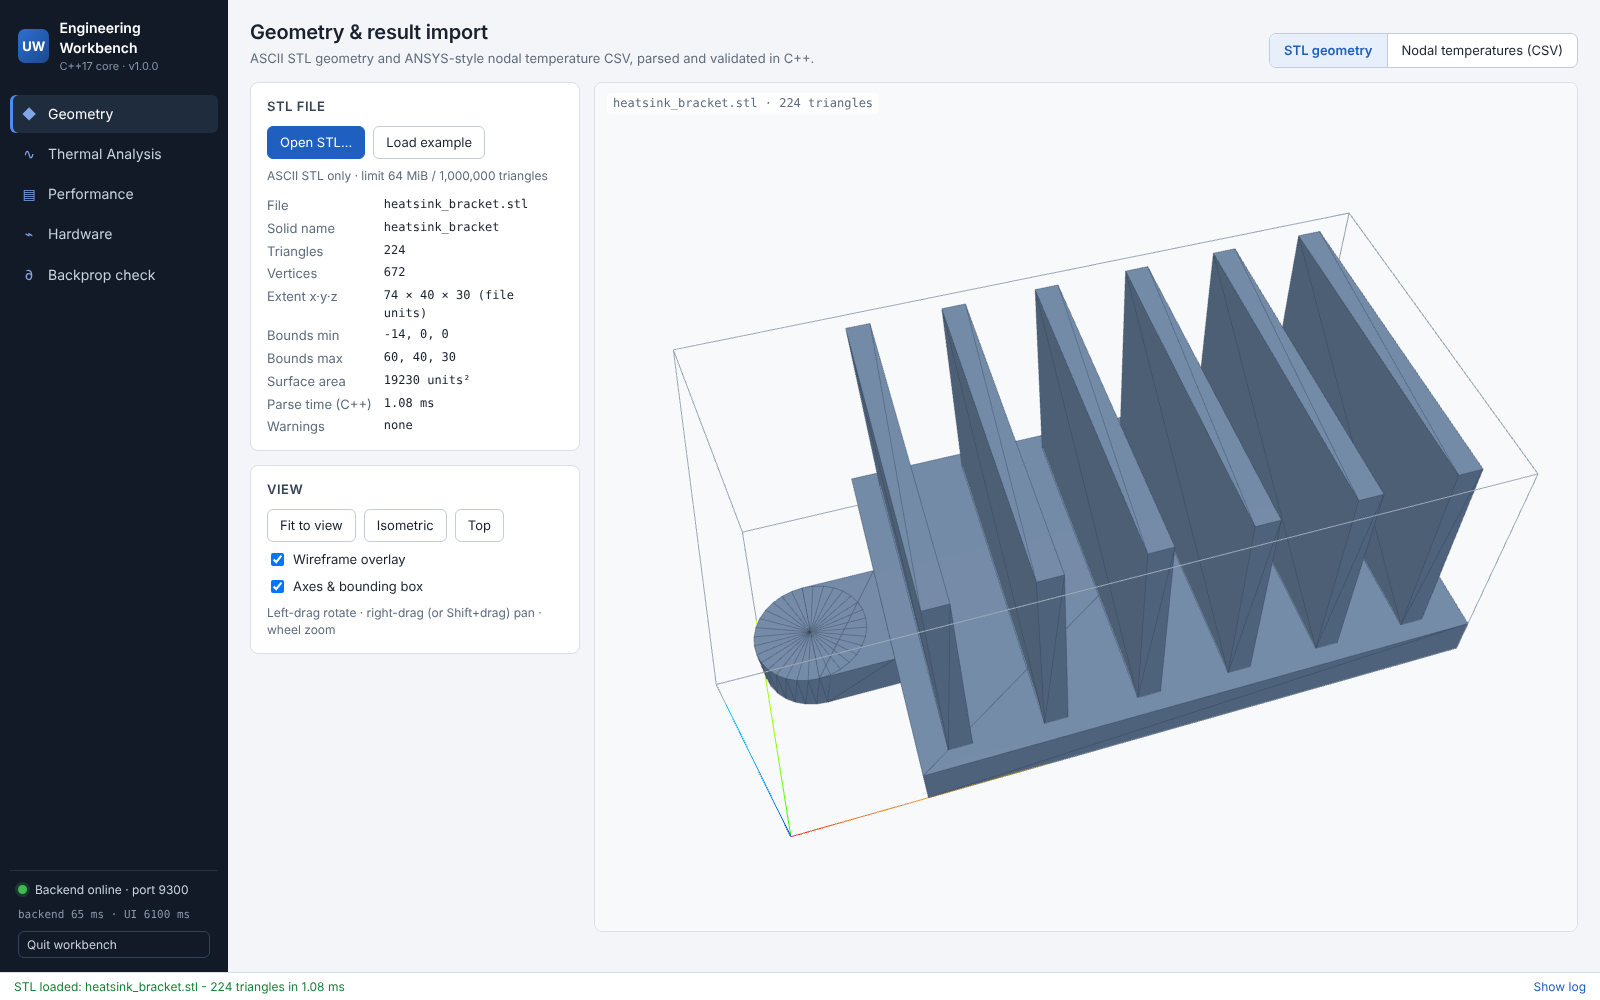 UW
Engineering
Workbench
C++17 core · v1.0.0
Geometry
Thermal Analysis
Performance
Hardware
∂ Backprop check
Backend online · port 9300
backend 65 ms · UI 6100 ms
Quit workbench
Geometry & result import
ASCII STL geometry and ANSYS-style nodal temperature CSV, parsed and validated in C++.
STL geometry
Nodal temperatures (CSV)
STL FILE
Open STL...
Load example
ASCII STL only · limit 64 MiB / 1,000,000 triangles
File heatsink_bracket.stl
Solid name heatsink_bracket
Triangles 224
Vertices 672
Extent x·y·z 74 × 40 × 30 (file
units)
Bounds min -14, 0, 0
Bounds max 60, 40, 30
Surface area 19230 units²
Parse time (C++) 1.08 ms
Warnings none
VIEW
Fit to view
Isometric
Top
Wireframe overlay
Axes & bounding box
Left-drag rotate · right-drag (or Shift+drag) pan ·
wheel zoom
heatsink_bracket.stl · 224 triangles
STL loaded: heatsink_bracket.stl - 224 triangles in 1.08 ms
Show log